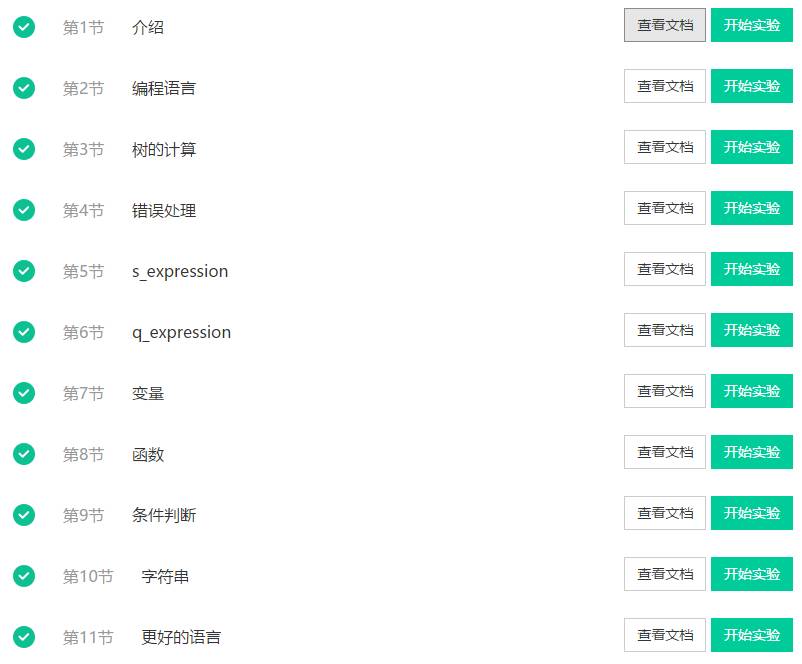 第1节 介绍 查看文档 开始实验
第2节 编程语言 查看文档 开始实验
第3节 树的计算 查看文档 开始实验
第4节 错误处理 查看文档 开始实验
第5节 s_expression 查看文档 开始实验
第6节 q_expression 查看文档 开始实验
第7节 变量 查看文档 开始实验
第8节 函数 查看文档 开始实验
第9节 条件判断 查看文档 开始实验
第10节 字符串 查看文档 开始实验
第11节 更好的语言 查看文档 开始实验